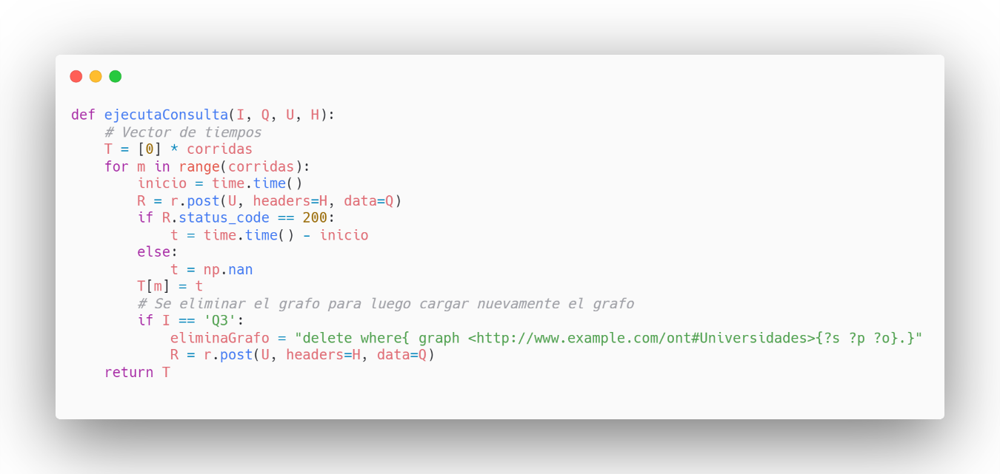 def ejecutaConsulta(I, Q, U, H):
    # Vector de tiempos
    T = [0] * corridas
    for m in range(corridas):
        inicio = time.time()
        R = r.post(U, headers=H, data=Q)
        if R.status_code == 200:
            t = time.time() - inicio
        else:
            t = np.nan
        T[m] = t
        # Se eliminar el grafo para luego cargar nuevamente el grafo
        if I == 'Q3':
            eliminaGrafo = "delete where{ graph <http://www.example.com/ont#Universidades>{?s ?p ?o}.}"
            R = r.post(U, headers=H, data=Q)
    return T